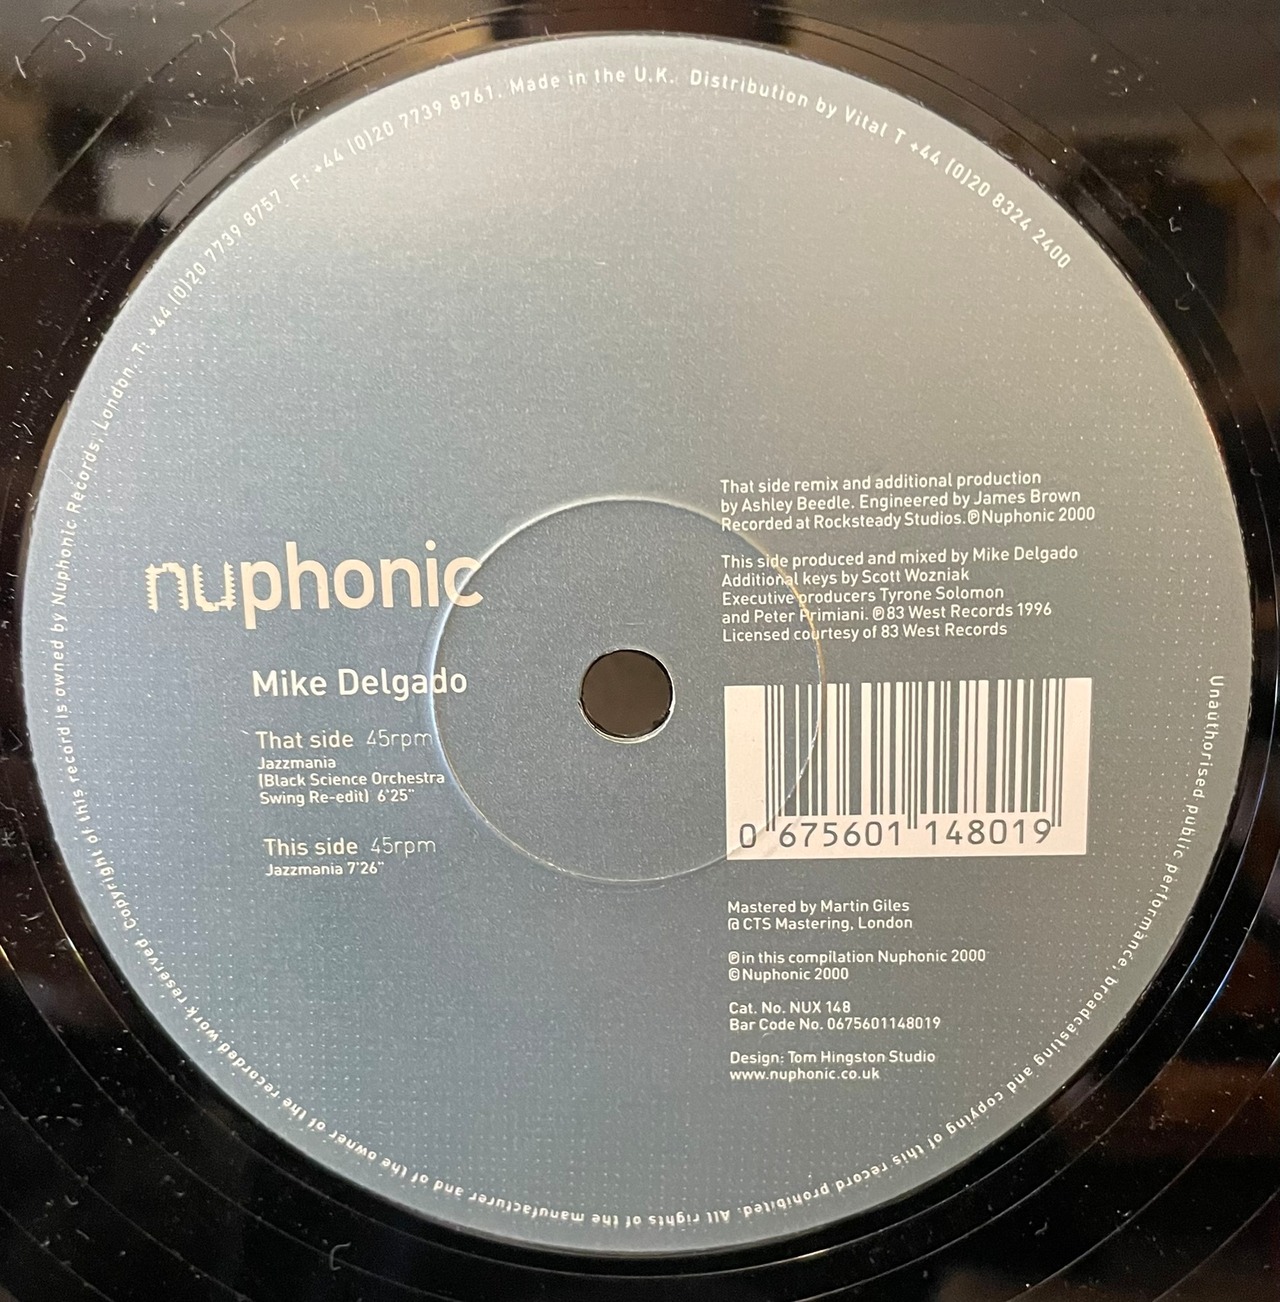 Unauthorised public performance, broadcasting and copying of this record prohibited. All rights of the manufacturer and of the owner of the recorded work reserved. Copyright of this record is owned by Nuphonic Records, London. T: +44 (0)20 7739 8757 F: +44 (0)20 7739 8761. Made in the U.K. Distribution by Vital T +44 (0)20 8324 2400
nuphonic
Mike Delgado
That side 45rpm
Jazzmania
(Black Science Orchestra
Swing Re-edit) 6'25"
This side 45rpm
Jazzmania 7'26"
That side remix and additional production
by Ashley Beedle. Engineered by James Brown
Recorded at Rocksteady Studios.℗Nuphonic 2000
This side produced and mixed by Mike Delgado
Additional keys by Scott Wozniak
Executive producers Tyrone Solomon
and Peter Primiani. ℗83 West Records 1996
Licensed courtesy of 83 West Records
0 675601 148019
Mastered by Martin Giles
@ CTS Mastering, London
℗in this compilation Nuphonic 2000
©Nuphonic 2000
Cat. No. NUX 148
Bar Code No. 0675601148019
Design: Tom Hingston Studio
www.nuphonic.co.uk